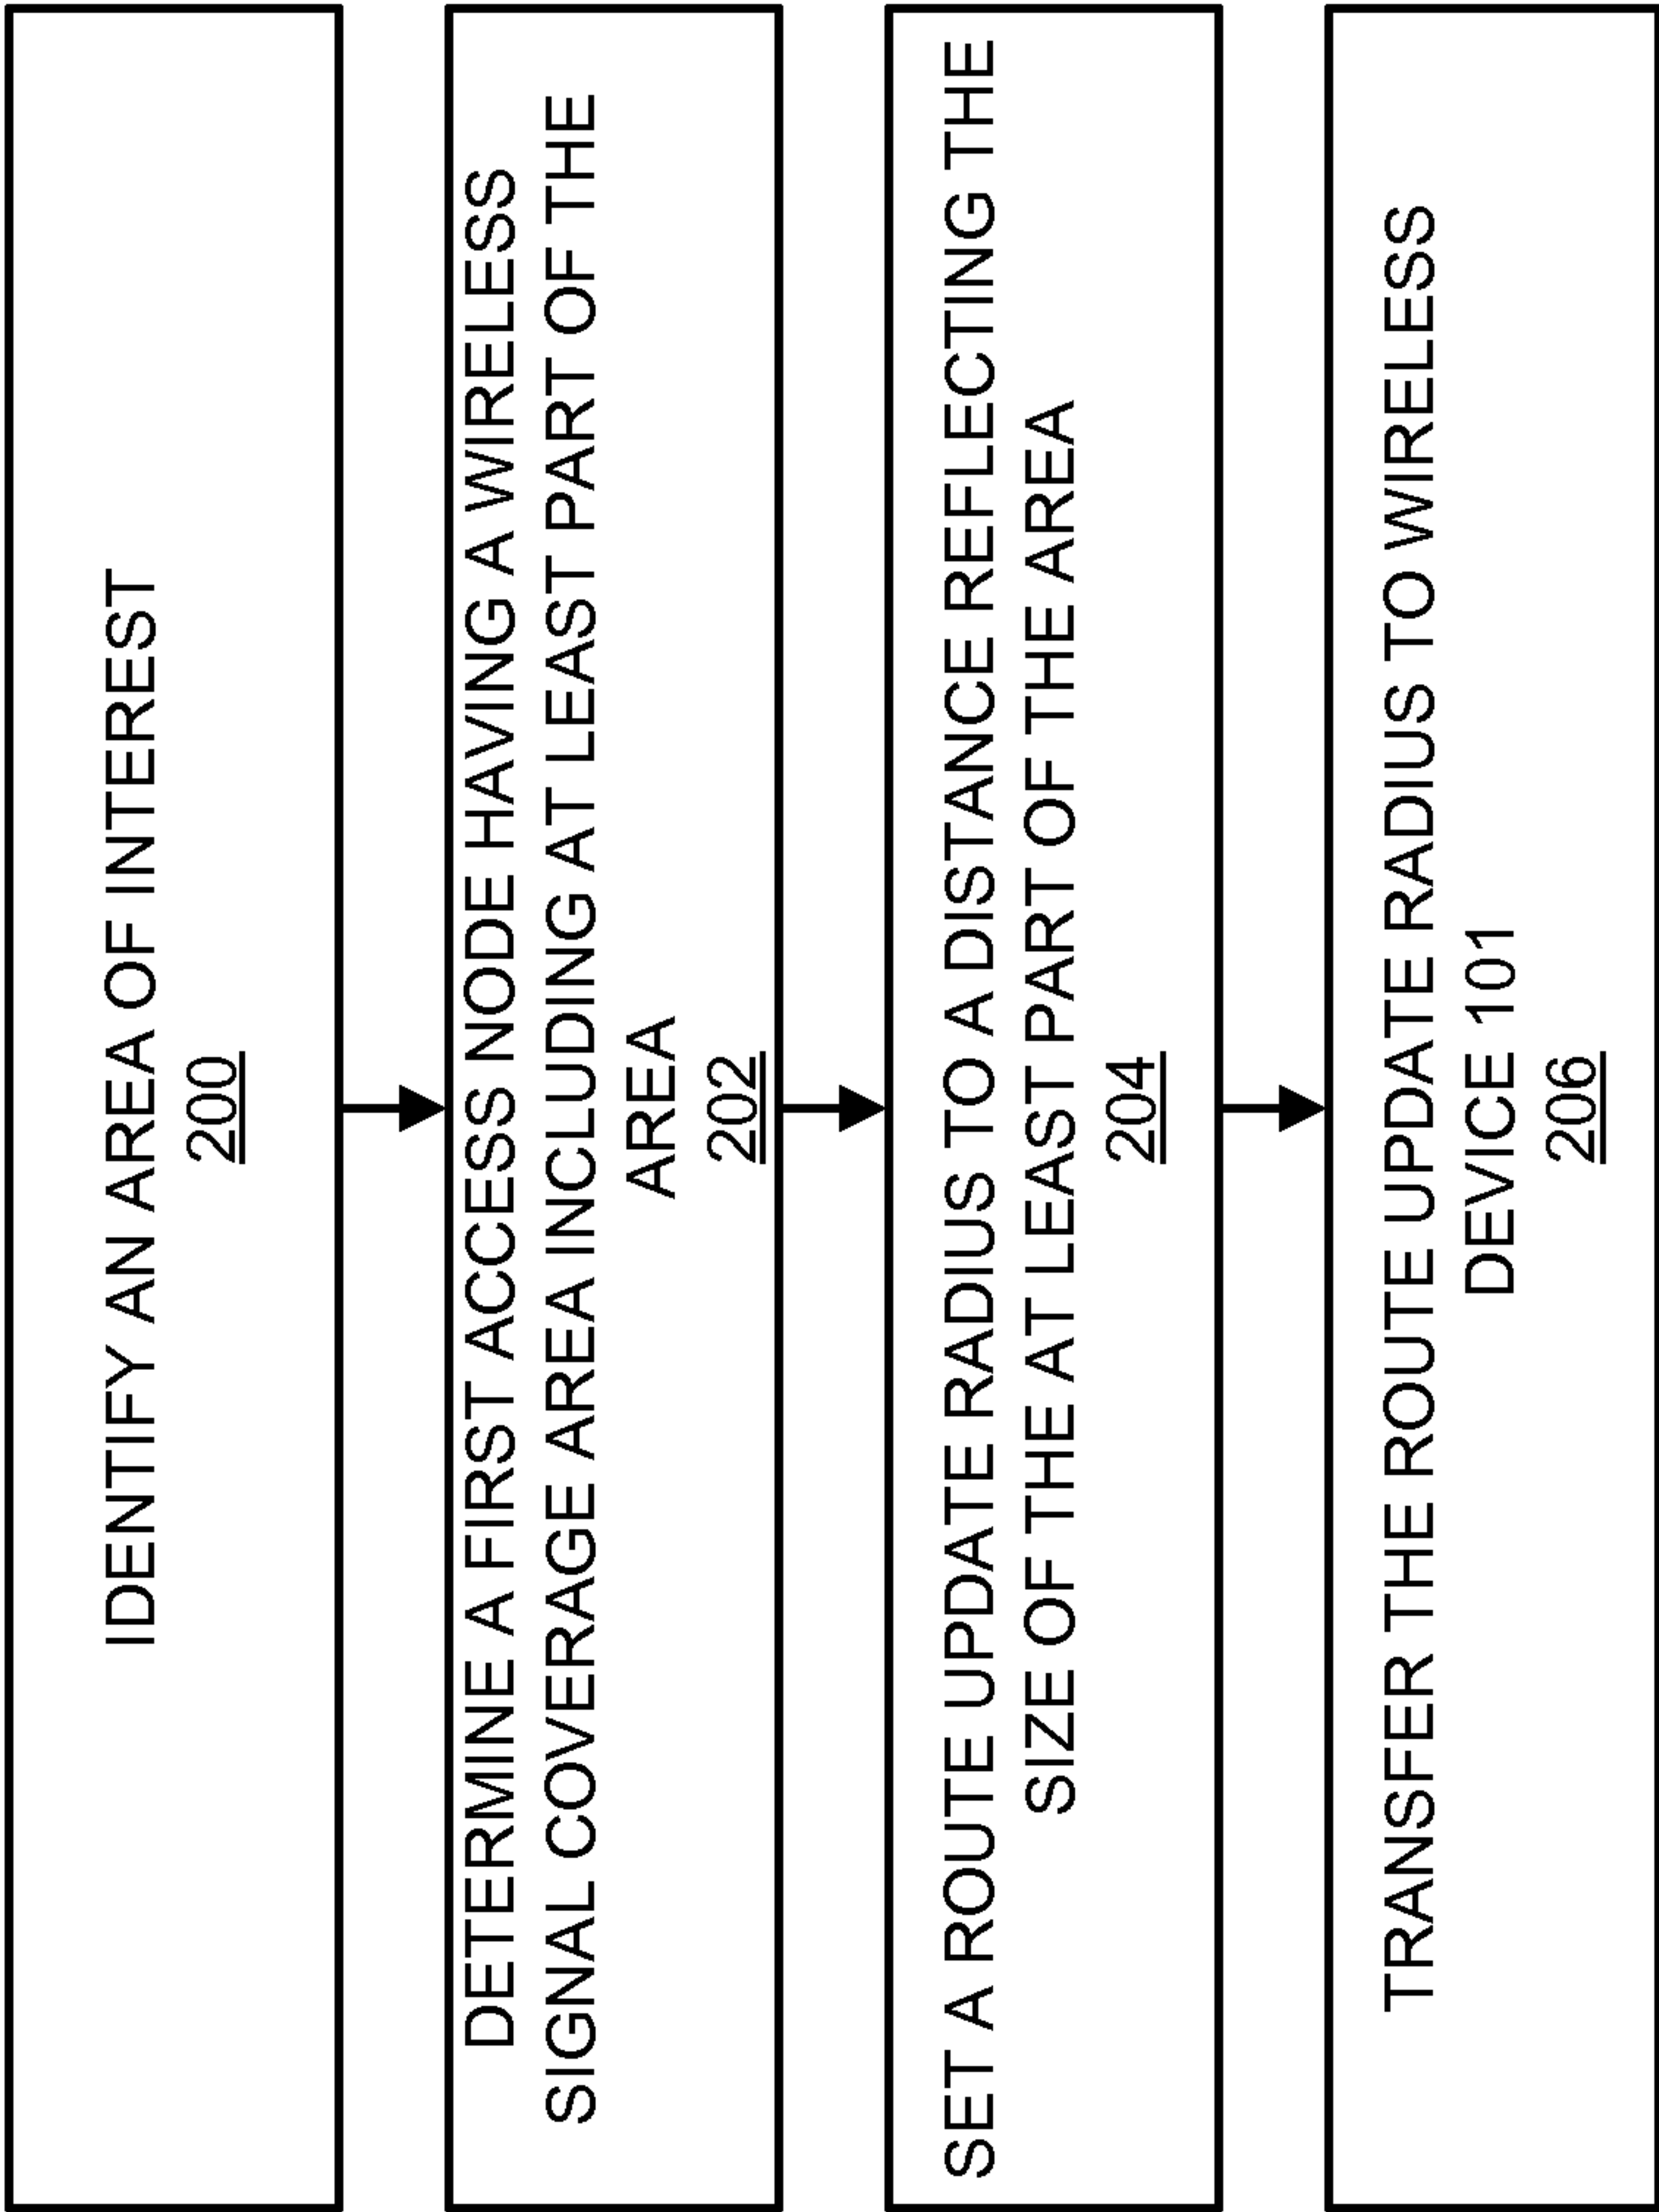 IDENTIFY AN AREA OF INTEREST
200
DETERMINE A FIRST ACCESS NODE HAVING A WIRELESS
SIGNAL COVERAGE AREA INCLUDING AT LEAST PART OF THE
AREA
202
SET A ROUTE UPDATE RADIUS TO A DISTANCE REFLECTING THE
SIZE OF THE AT LEAST PART OF THE AREA
204
TRANSFER THE ROUTE UPDATE RADIUS TO WIRELESS
DEVICE 101
206